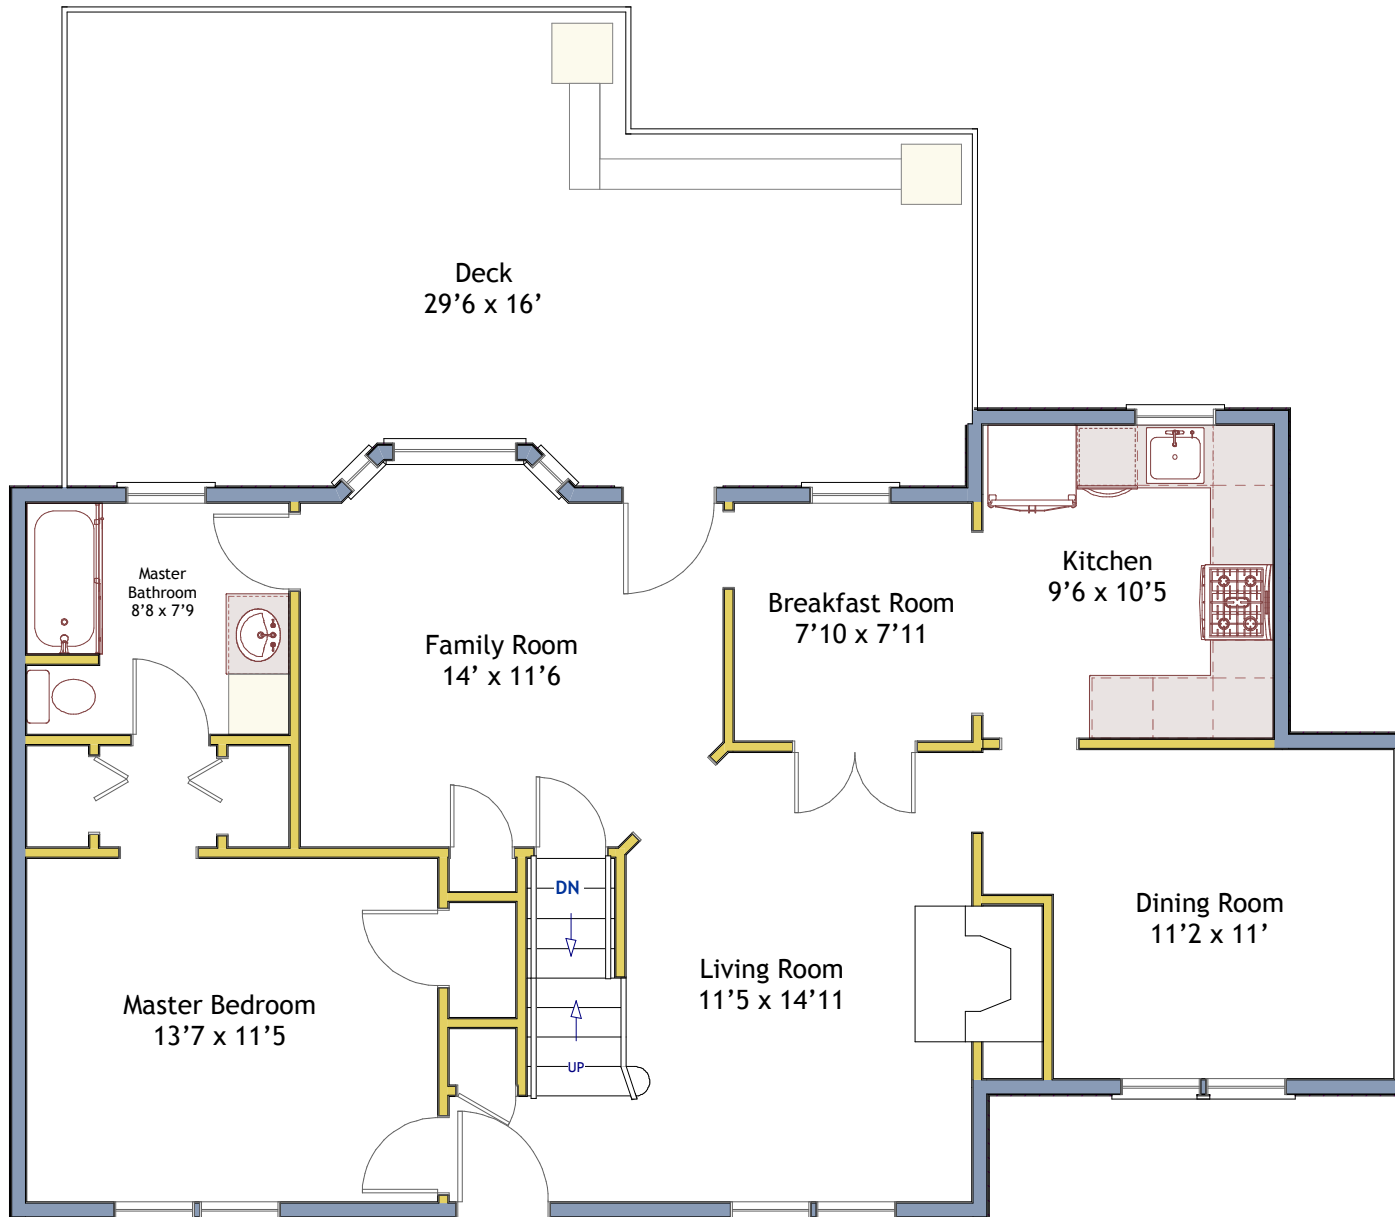 Deck
29’6 x 16’
Master
Bathroom
8’8 x 7’9
Family Room
14’ x 11’6
Breakfast Room
7’10 x 7’11
Kitchen
9’6 x 10’5
DN
UP
Master Bedroom
13’7 x 11’5
Living Room
11’5 x 14’11
Dining Room
11’2 x 11’